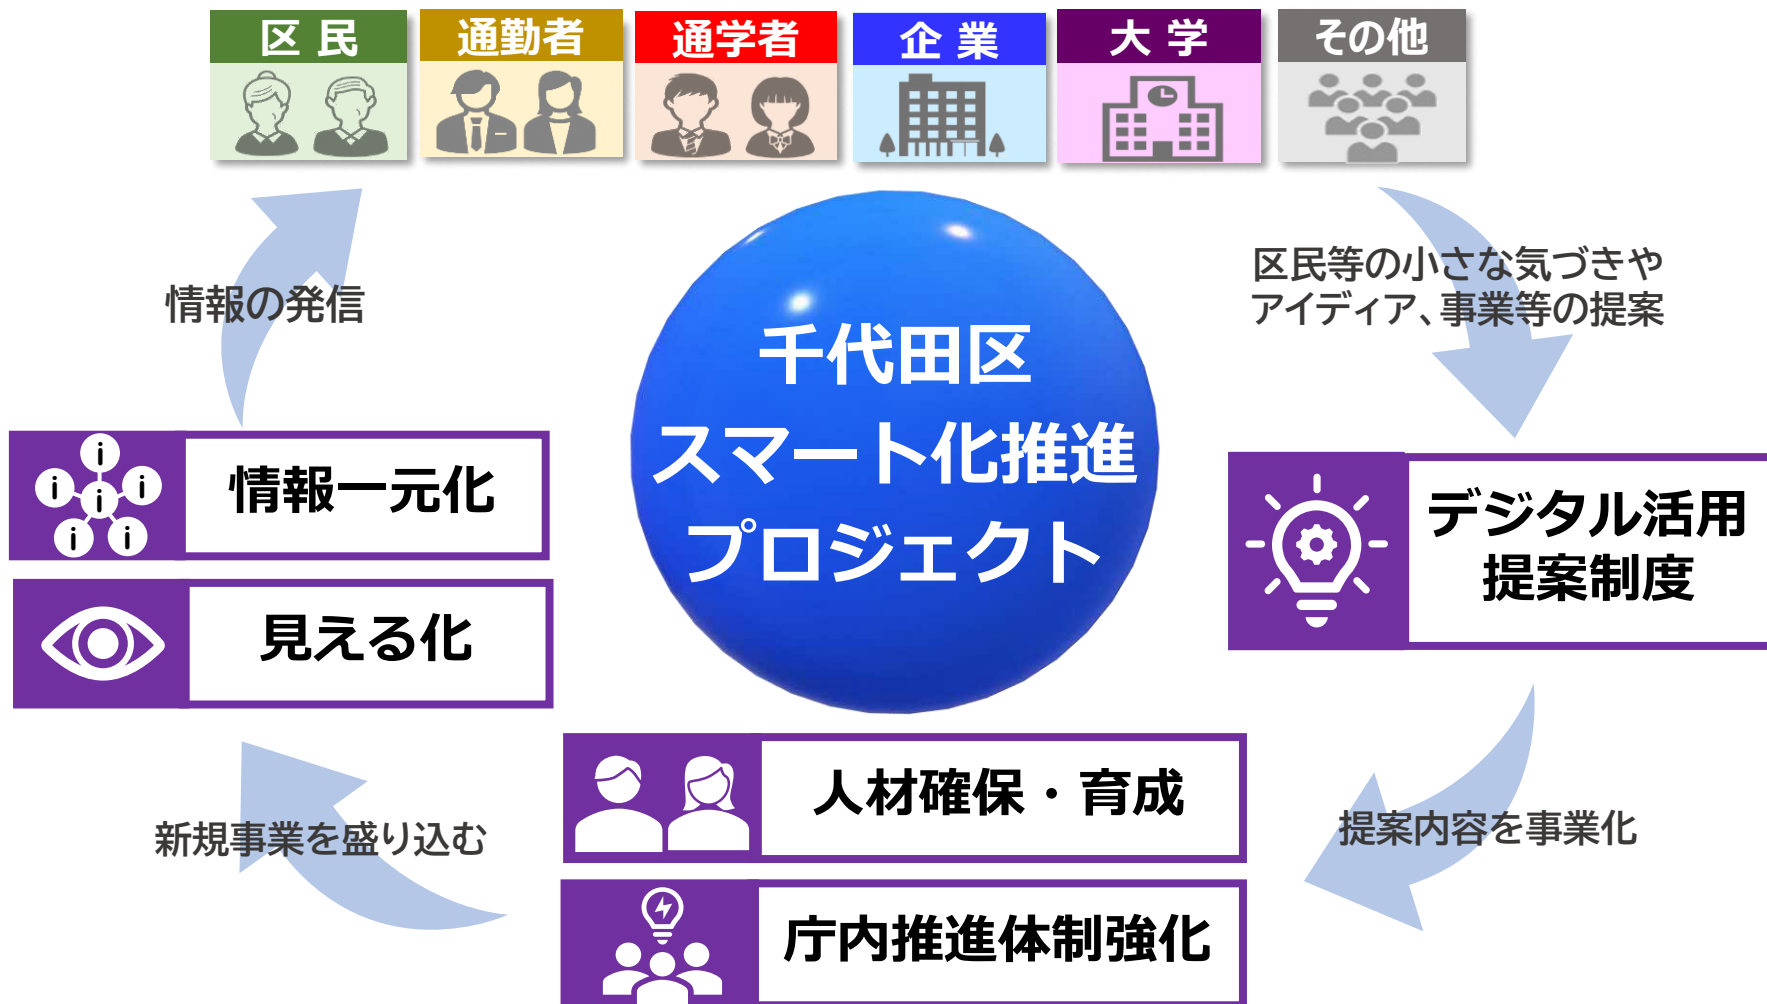 区民
通勤者
通学者
企業
大学
その他
情報の発信
区民等の小さな気づきや
アイディア、事業等の提案
千代田区
スマート化推進
プロジェクト
i
i
i
i
i
i
情報一元化
見える化
デジタル活用
提案制度
人材確保・育成
庁内推進体制強化
新規事業を盛り込む
提案内容を事業化